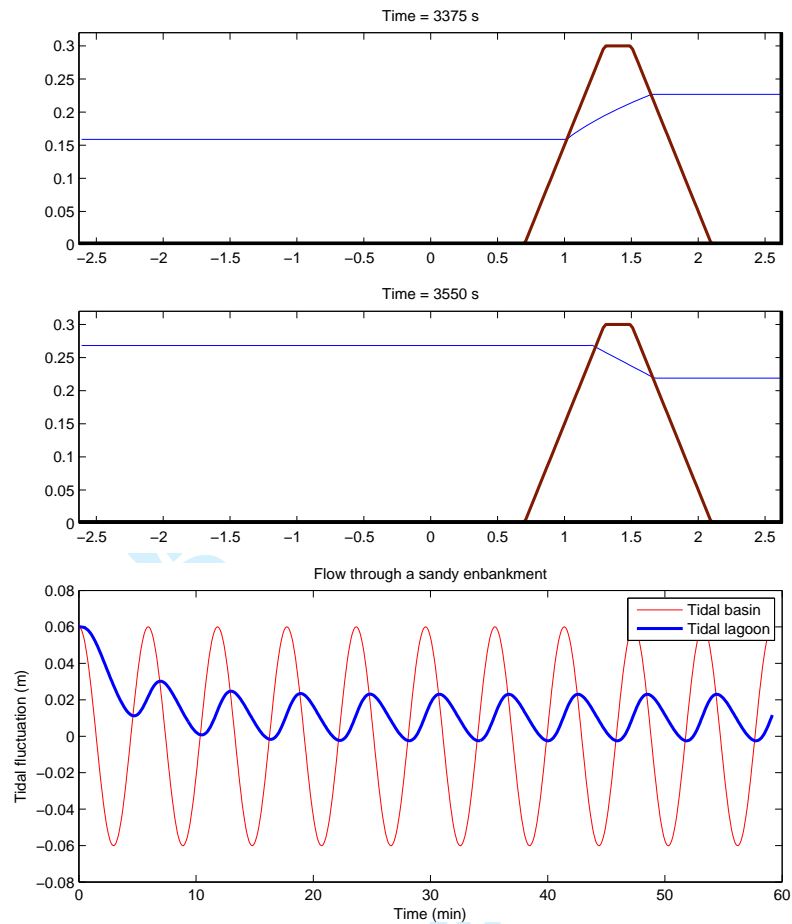 Time = 3375 s
0.3
0.25
0.2
0.15
0.1
0.05
0
−2.5 −2 −1.5 −1 −0.5 0 0.5 1 1.5 2 2.5
Time = 3550 s
0.3
0.25
0.2
0.15
0.1
0.05
0
−2.5 −2 −1.5 −1 −0.5 0 0.5 1 1.5 2 2.5
Flow through a sandy enbankment
Tidal basin
Tidal lagoon
Tidal fluctuation (m)
0.08
0.06
0.04
0.02
0
−0.02
−0.04
−0.06
−0.08
0 10 20 30 40 50 60
Time (min)